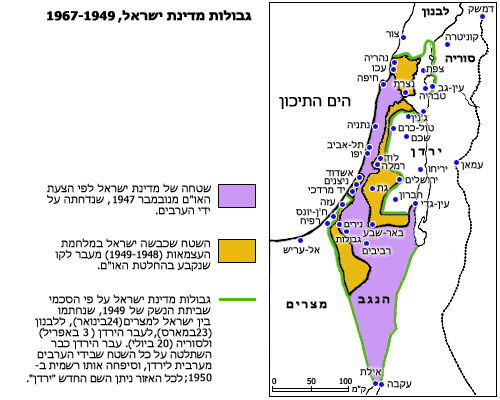 גבולות מדינת ישראל, 1967-1949
שטחה של מדינת ישראל לפי הצעת
האו"ם מנובמבר 1947, שנדחתה על
ידי הערבים.
השטח שכבשה ישראל במלחמת
העצמאות (1949-1948) מעבר לקו
שנקבע בהחלטת האו"ם.
גבולות מדינת ישראל על פי הסכמי
שביתת הנשק של 1949, שנחתמו
בין ישראל למצרים(24בינואר), ללבנון
(23במארס), לעבר הירדן ( 3 באפריל)
ולסוריה (20 ביולי). עבר הירדן כבר
השתלטה על כל השטח שבידי הערבים
מערבית לירדן, וסיפחה אותו רשמית ב-
1950; לכל האזור ניתן השם החדש "ירדן".
דמשק
לבנון
צור
קוניטרה
סוריה
נהריה
עכו
צפת
חיפה
נצרת
עין-גב
טבריה
הים התיכון
ג'נין
נתניה
טול-כרם
שכם
תל-אביב
יפו
ירדן
לוד
רמלה
עמאן
יריחו
אשדוד
ניצנים
יד מרדכי
ירושלים
גת
חברון
עזה
עין-גדי
ח'ן-יונס
רפיח
נירים
באר-שבע
גבולות
רביבים
אל-עריש
הנגב
מצרים
אילת
עקבה
0 50 100
ק"מ